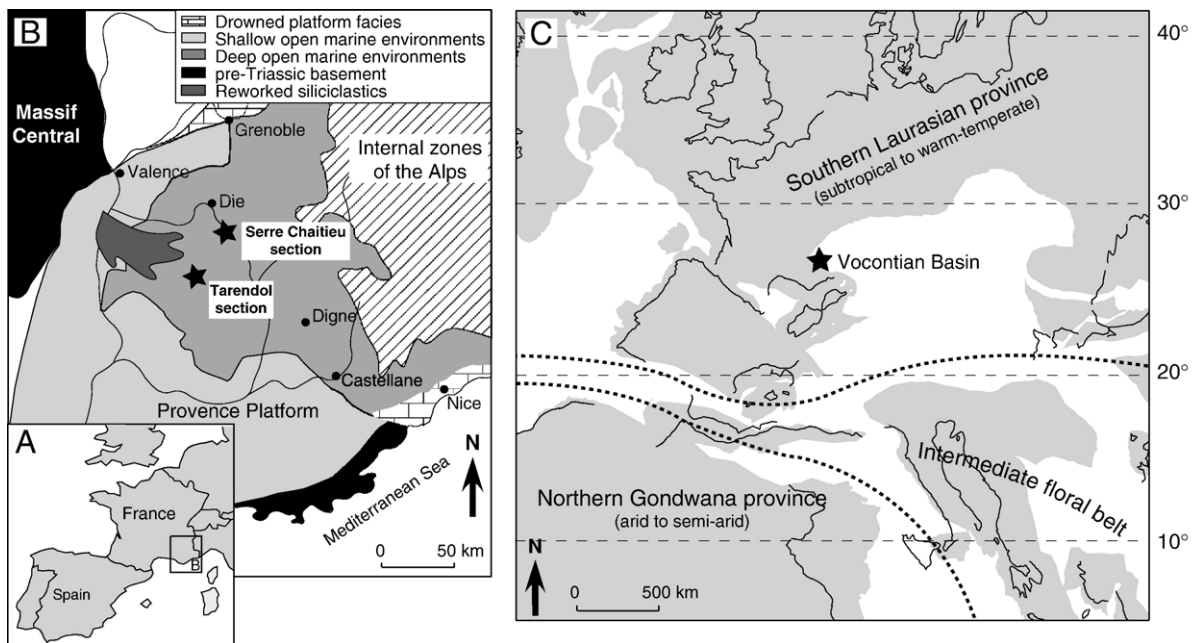 B
Drowned platform facies
Shallow open marine environments
Deep open marine environments
pre-Triassic basement
Reworked siliciclastics
Massif
Central
Grenoble
Valence
Internal zones
of the Alps
Die
Serre Chaitieu
section
Tarendol
section
Digne
Castellane
Nice
Provence Platform
N
Mediterranean Sea
0 50 km
A
France
B
Spain
C
40°
Southern Laurasian province
(subtropical to warm-temperate)
30°
Vocontian Basin
20°
Intermediate floral belt
Northern Gondwana province
(arid to semi-arid)
10°
N
0 500 km